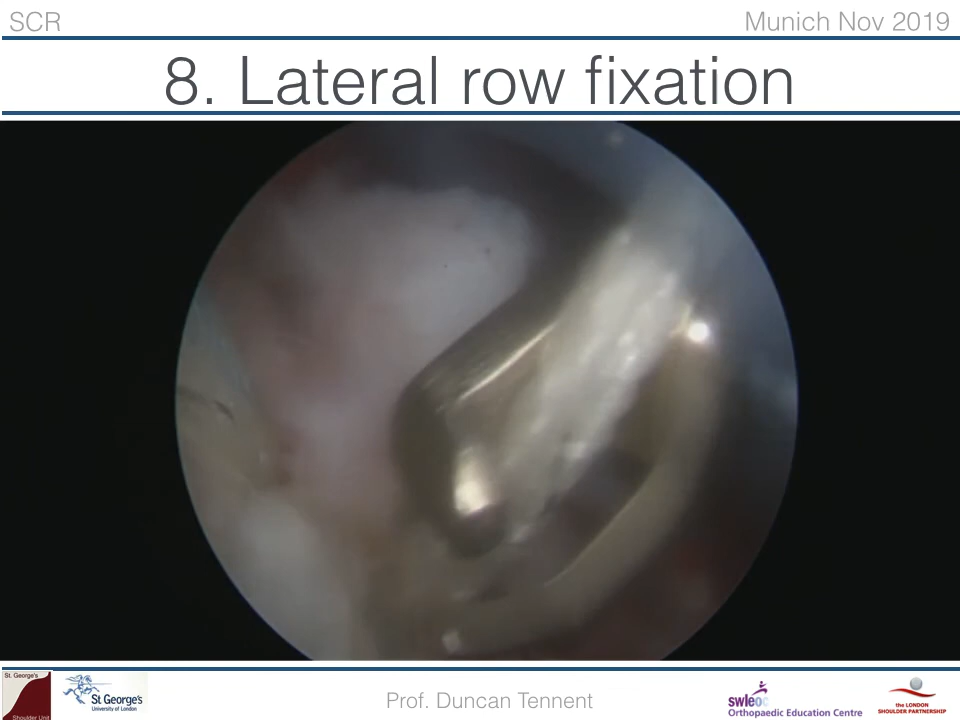 SCR
Munich Nov 2019
8. Lateral row fixation
St. George's
Shoulder Unit
St George's
University of London
Prof. Duncan Tennent
swleoc
Orthopaedic Education Centre
the LONDON
SHOULDER PARTNERSHIP